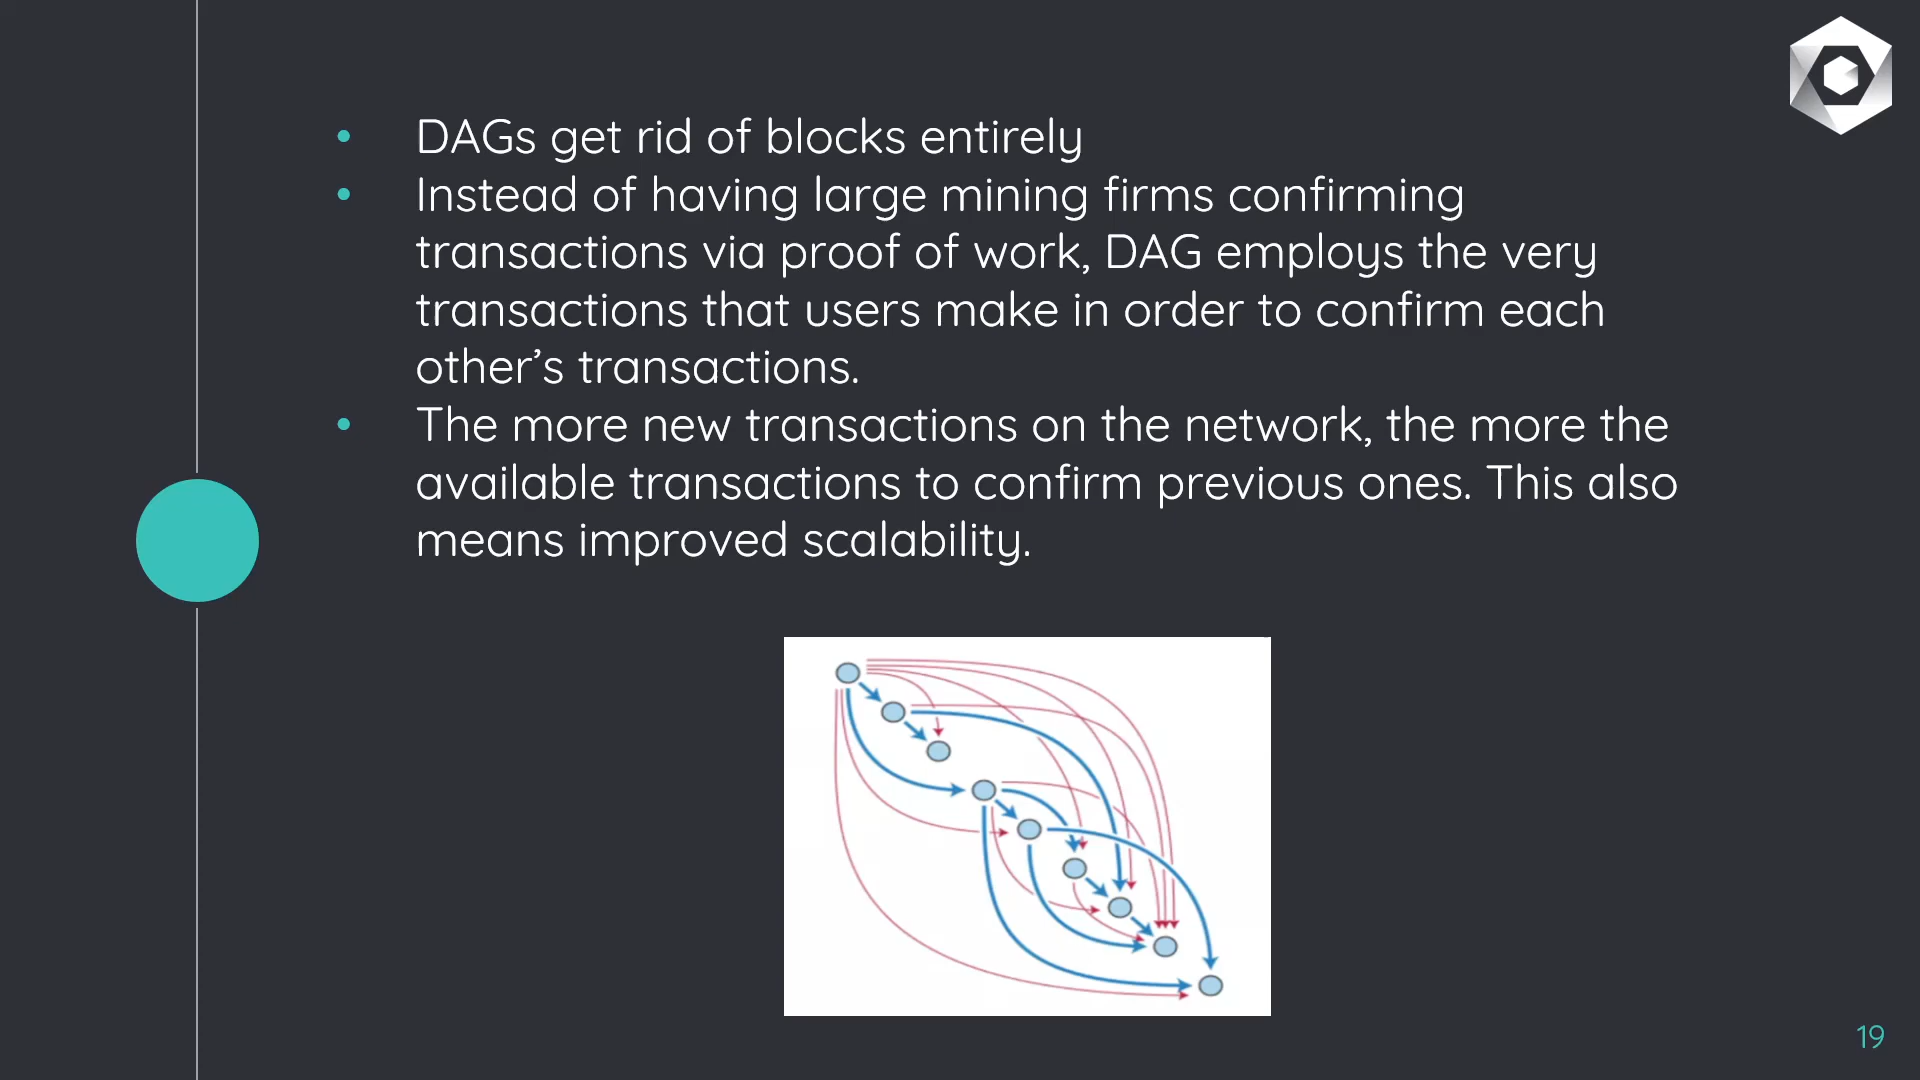 • DAGs get rid of blocks entirely
• Instead of having large mining firms confirming
transactions via proof of work, DAG employs the very
transactions that users make in order to confirm each
other’s transactions.
• The more new transactions on the network, the more the
available transactions to confirm previous ones. This also
means improved scalability.
19